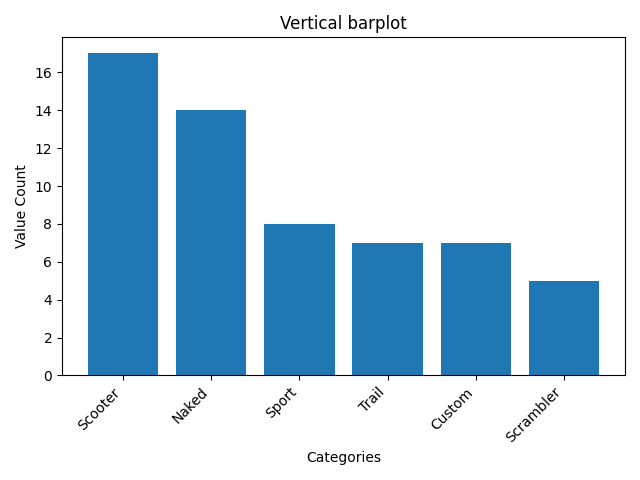 Vertical barplot
Value Count
16
14
12
10
8
6
4
2
0
Scooter
Naked
Sport
Trail
Custom
Scrambler
Categories